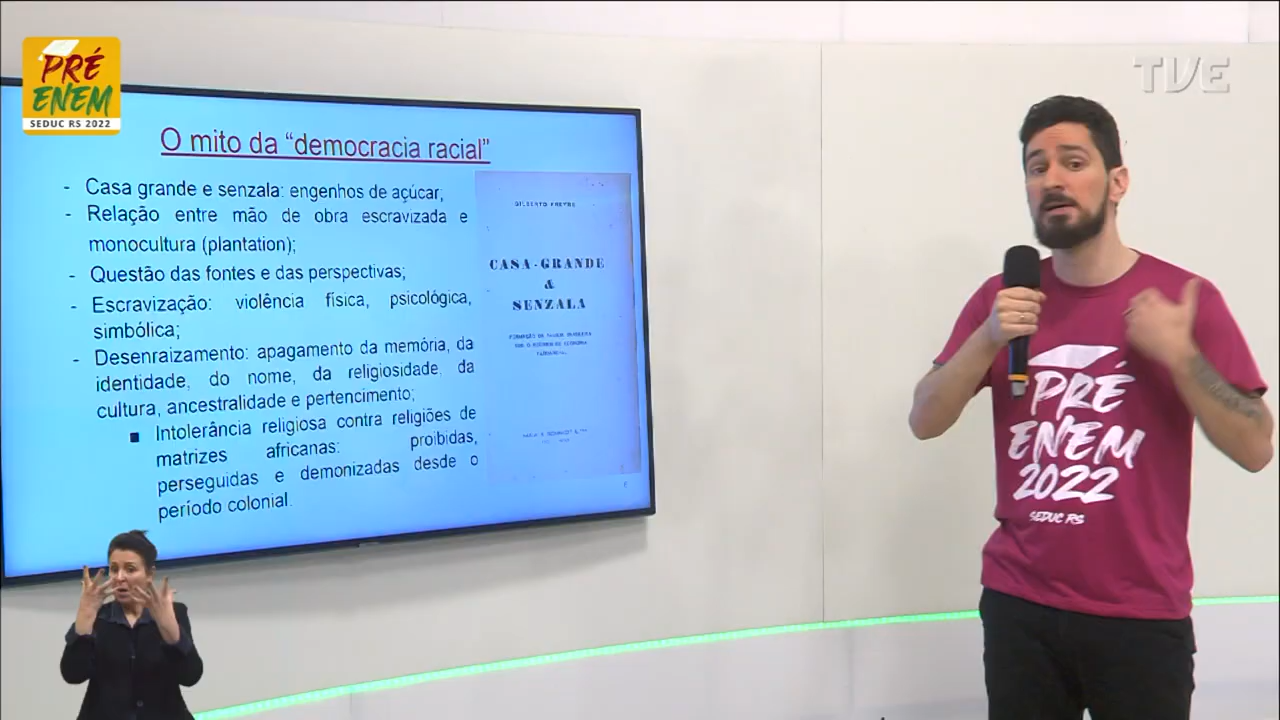 PRÉ
ENEM
SEDUC RS 2022
TVE
O mito da “democracia racial”
- Casa grande e senzala: engenhos de açúcar;
- Relação entre mão de obra escravizada e
monocultura (plantation);
- Questão das fontes e das perspectivas;
- Escravização: violência física, psicológica,
simbólica;
- Desenraizamento: apagamento da memória, da
identidade, do nome, da religiosidade, da
cultura, ancestralidade e pertencimento;
■ Intolerância religiosa contra religiões de
matrizes africanas: proibidas,
perseguidas e demonizadas desde o
período colonial.
GILBERTO FREYRE
CASA-GRANDE
&
SENZALA
PRÉ
ENEM
2022
SEDUC RS